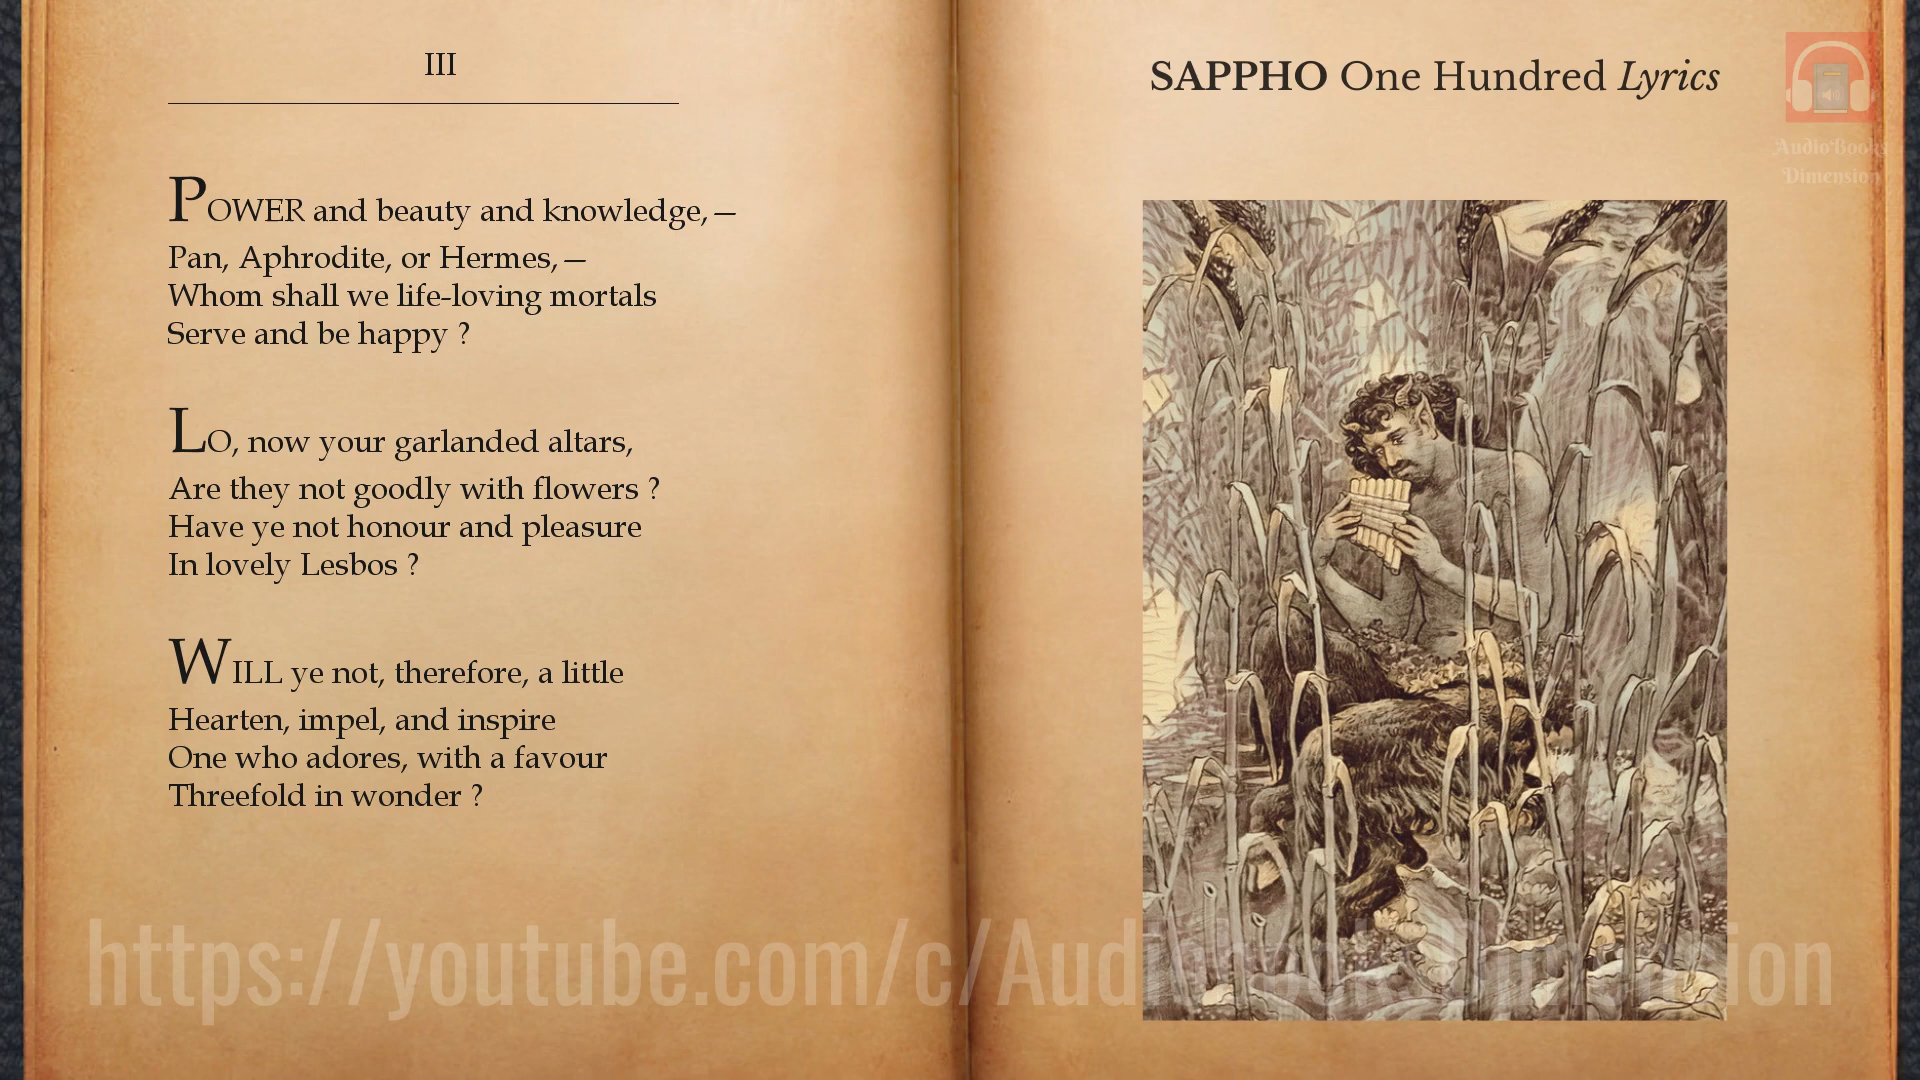 III
POWER and beauty and knowledge,—
Pan, Aphrodite, or Hermes,—
Whom shall we life-loving mortals
Serve and be happy ?
LO, now your garlanded altars,
Are they not goodly with flowers ?
Have ye not honour and pleasure
In lovely Lesbos ?
WILL ye not, therefore, a little
Hearten, impel, and inspire
One who adores, with a favour
Threefold in wonder ?
SAPPHO One Hundred Lyrics
AudioBooks
Dimension
https://youtube.com/c/AudiobookDimension